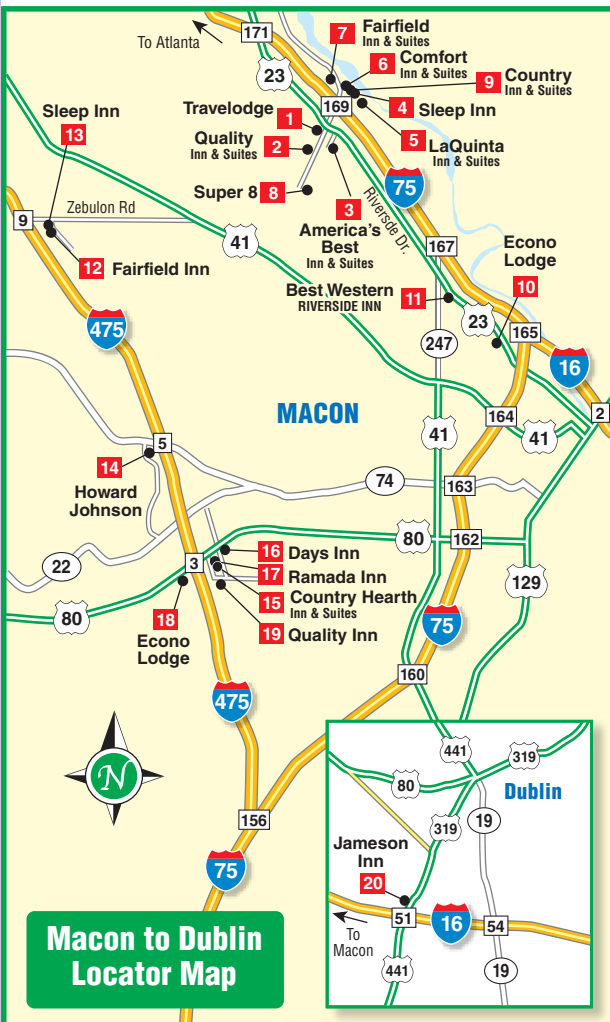 To Atlanta
171
23
7 Fairfield
Inn & Suites
6 Comfort
Inn & Suites
9 Country
Inn & Suites
169
4 Sleep Inn
Travelodge 1
5 LaQuinta
Inn & Suites
Quality 2
Inn & Suites
Super 8 8
3
America's
Best
Inn & Suites
75
Riversde Dr.
Sleep Inn
13
9
Zebulon Rd
12 Fairfield Inn
41
167
Econo
Lodge
10
Best Western 11
RIVERSIDE INN
23
165
475
247
16
MACON
164
2
41
41
5
14
Howard
Johnson
74
163
22
80
162
3
16 Days Inn
17 Ramada Inn
15 Country Hearth
Inn & Suites
19 Quality Inn
129
80
18
Econo
Lodge
75
475
160
N
156
75
441
319
80
Dublin
319
19
Jameson
Inn
20
51
16
54
To
Macon
441
19
Macon to Dublin
Locator Map